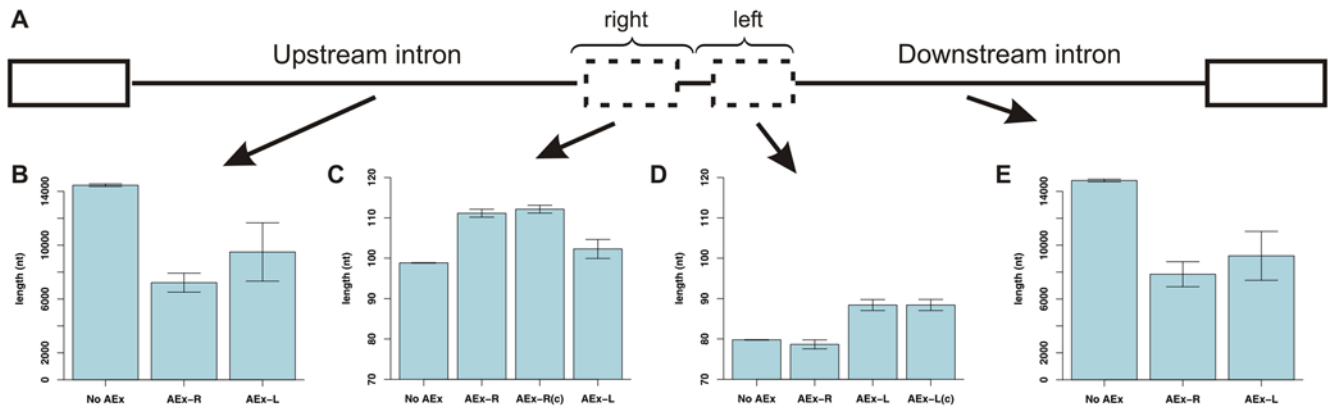 A
right
left
Upstream intron
Downstream intron
B
length (nt)
0
2000
6000
10000
14000
No AEx
AEx–R
AEx–L
C
length (nt)
70
80
90
100
110
120
No AEx
AEx–R
AEx–R(c)
AEx–L
D
length (nt)
70
80
90
100
110
120
No AEx
AEx–R
AEx–L
AEx–L(c)
E
length (nt)
0
2000
6000
10000
14000
No AEx
AEx–R
AEx–L